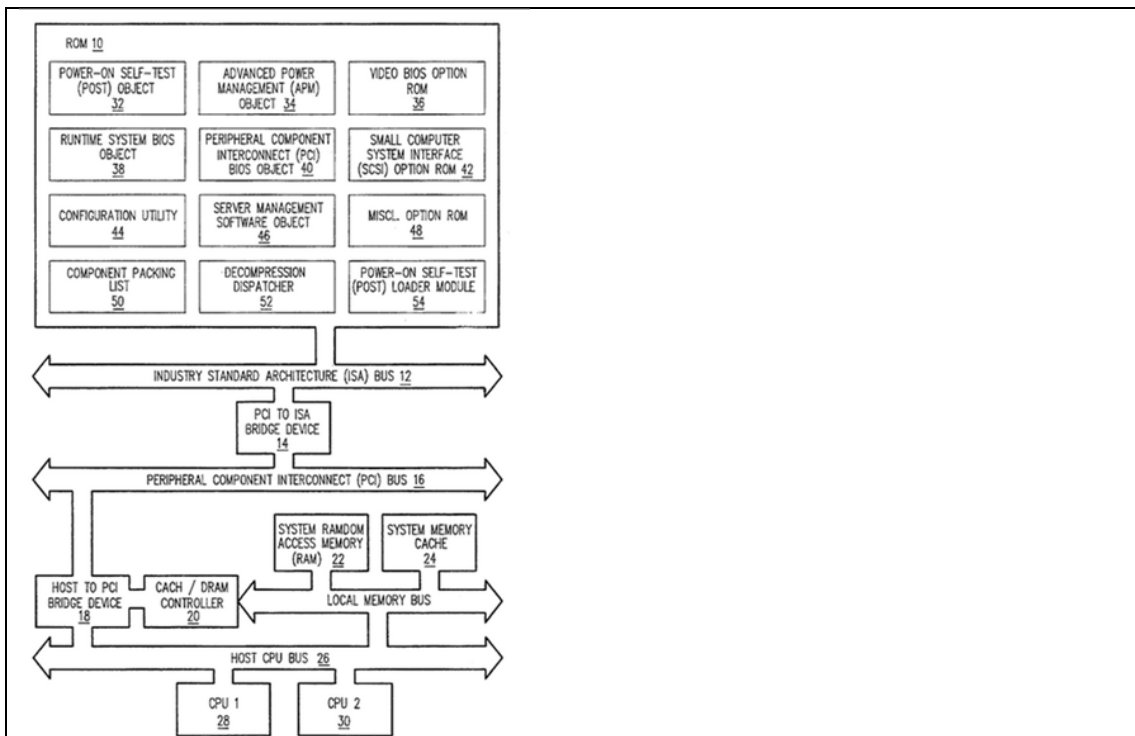 ROM 10
POWER-ON SELF-TEST
(POST) OBJECT
32
ADVANCED POWER
MANAGEMENT (APM)
OBJECT 34
VIDEO BIOS OPTION
ROM
36
RUNTIME SYSTEM BIOS
OBJECT
38
PERIPHERAL COMPONENT
INTERCONNECT (PCI)
BIOS OBJECT 40
SMALL COMPUTER
SYSTEM INTERFACE
(SCSI) OPTION ROM 42
CONFIGURATION UTILITY
44
SERVER MANAGEMENT
SOFTWARE OBJECT
46
MISCL. OPTION ROM
48
COMPONENT PACKING
LIST
50
DECOMPRESSION
DISPATCHER
52
POWER-ON SELF-TEST
(POST) LOADER MODULE
54
INDUSTRY STANDARD ARCHITECTURE (ISA) BUS 12
PCI TO ISA
BRIDGE DEVICE
14
PERIPHERAL COMPONENT INTERCONNECT (PCI) BUS 16
SYSTEM RAMDOM
ACCESS MEMORY
(RAM) 22
SYSTEM MEMORY
CACHE
24
HOST TO PCI
BRIDGE DEVICE
18
CACH / DRAM
CONTROLLER
20
LOCAL MEMORY BUS
HOST CPU BUS 26
CPU 1
28
CPU 2
30